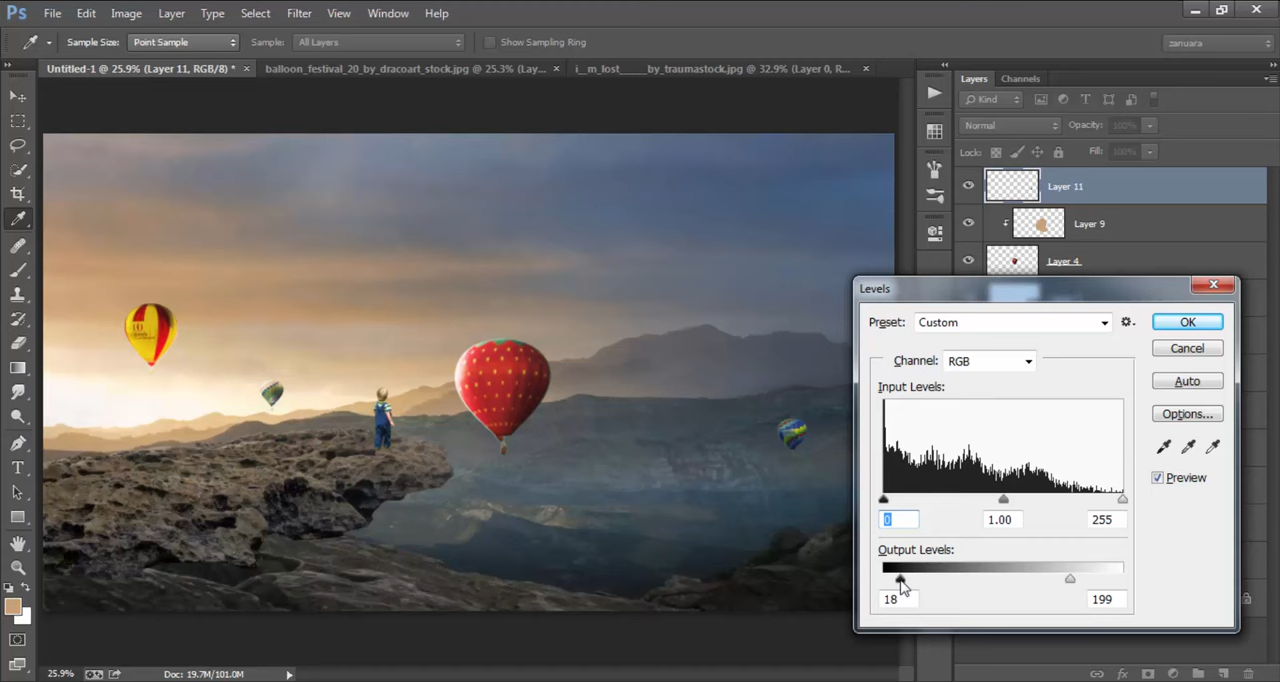 Ps File Edit Image Layer Type Select Filter View Window Help
Sample Size: Point Sample Sample: All Layers Show Sampling Ring zanuara
Untitled-1 @ 25.9% (Layer 11, RGB/8) * × balloon_festival_20_by_dracoart_stock.jpg @ 25.3% (Lay... × i__m_lost_____by_traumastock.jpg @ 32.9% (Layer 0, R... ×
Layers Channels
Kind
Normal Opacity: 100%
Lock: Fill: 100%
Layer 11
Layer 9
Layer 4
Levels
Preset: Custom OK
Cancel
Channel: RGB
Auto
Input Levels:
Options...
Preview
0 1.00 255
Output Levels:
18 199
10
25.9% Doc: 19.7M/101.0M